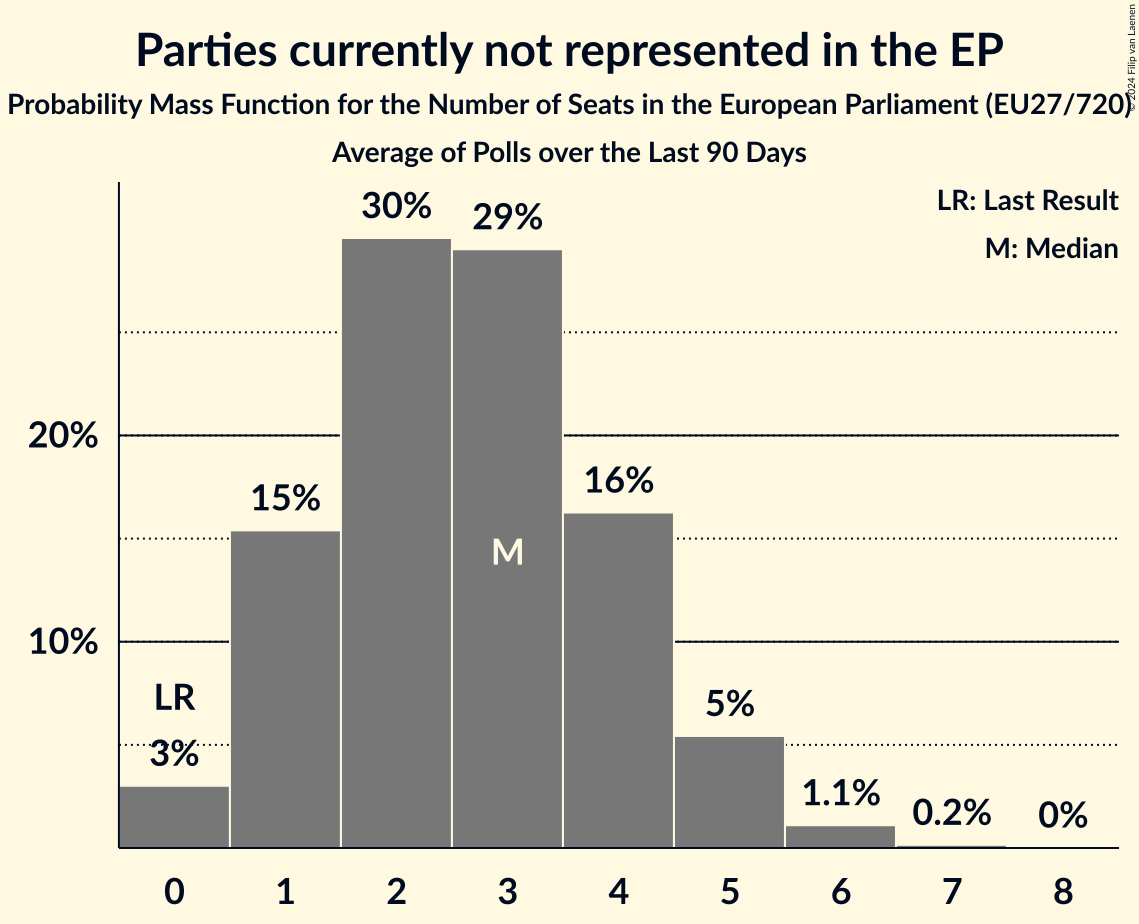 Parties currently not represented in the EP
Probability Mass Function for the Number of Seats in the European Parliament (EU27/720)
Average of Polls over the Last 90 Days
© 2024 Filip van Laenen
LR: Last Result
M: Median
30%
29%
20%
16%
15%
M
10%
LR
5%
3%
1.1%
0.2%
0%
0 1 2 3 4 5 6 7 8